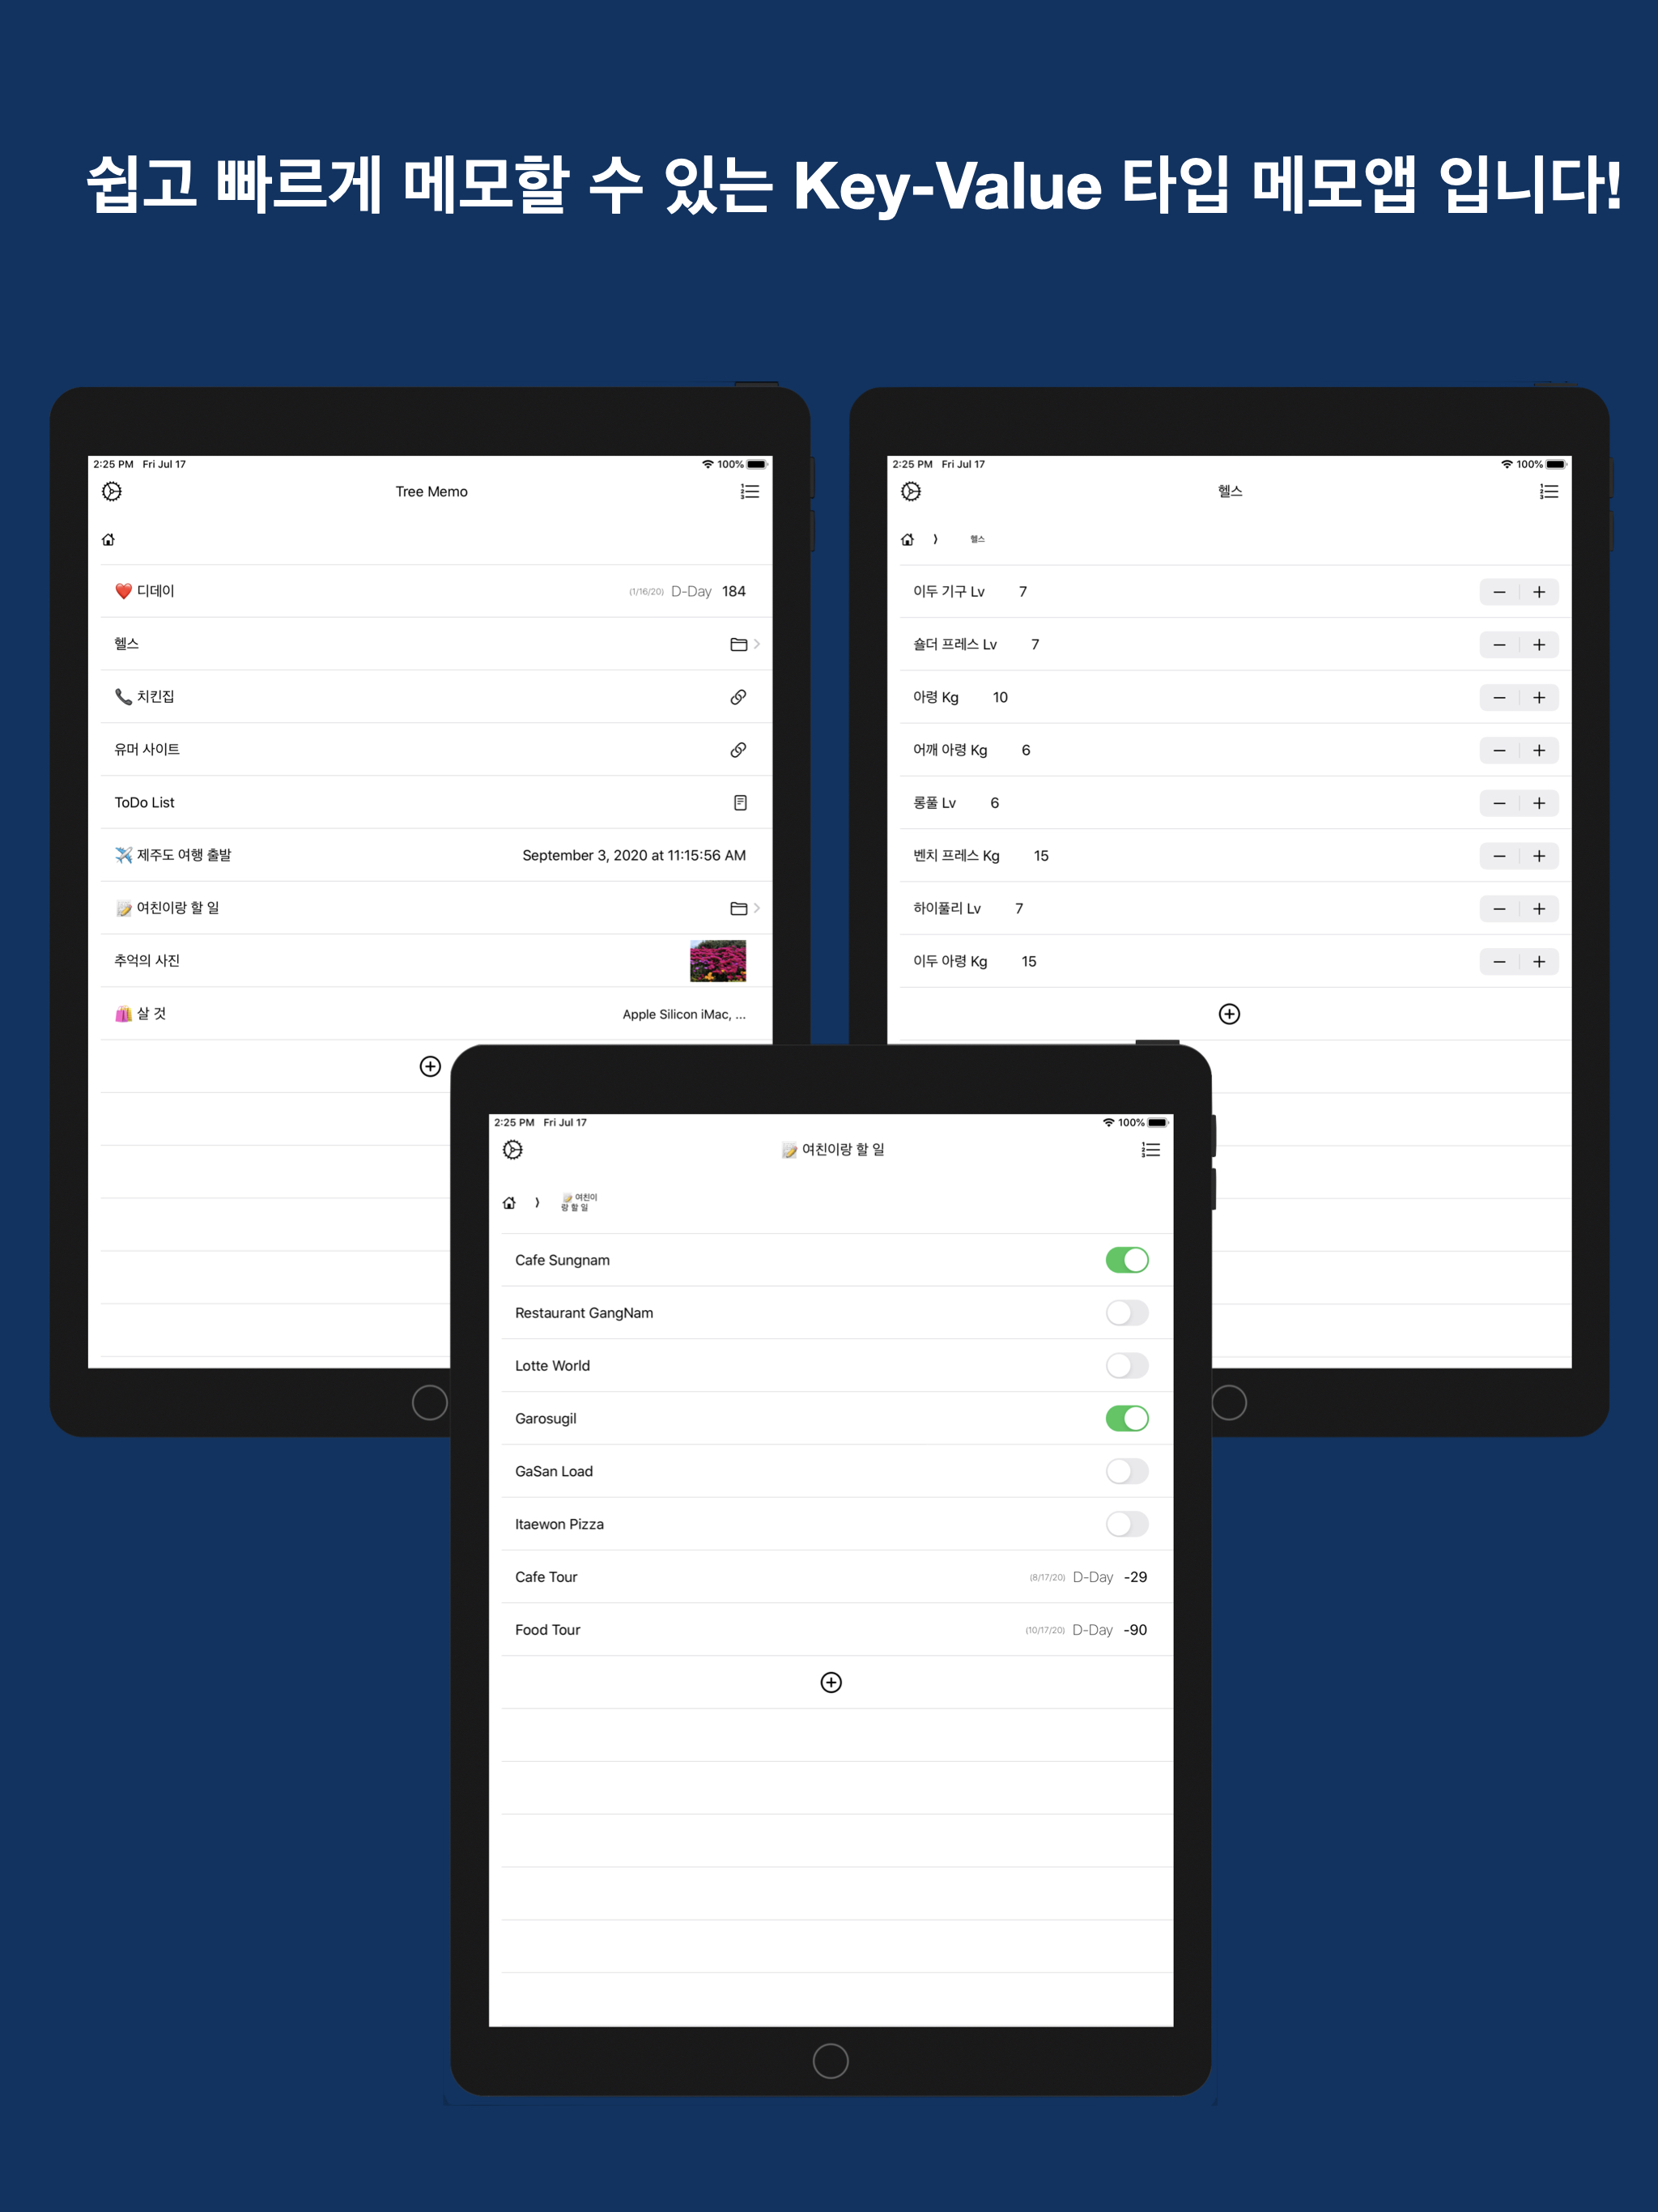 쉽고 빠르게 메모할 수 있는 Key-Value 타입 메모앱 입니다!
2:25 PM Fri Jul 17 100%
Tree Memo
❤️ 디데이 (1/16/20) D-Day 184
헬스
📞 치킨집
유머 사이트
ToDo List
✈️ 제주도 여행 출발 September 3, 2020 at 11:15:56 AM
📝 여친이랑 할 일
추억의 사진
🛍️ 살 것 Apple Silicon iMac, ...
2:25 PM Fri Jul 17 100%
헬스
헬스
이두 기구 Lv 7 − +
숄더 프레스 Lv 7 − +
아령 Kg 10 − +
어깨 아령 Kg 6 − +
롱풀 Lv 6 − +
벤치 프레스 Kg 15 − +
하이풀리 Lv 7 − +
이두 아령 Kg 15 − +
2:25 PM Fri Jul 17 100%
📝 여친이랑 할 일
📝 여친이
랑 할 일
Cafe Sungnam
Restaurant GangNam
Lotte World
Garosugil
GaSan Load
Itaewon Pizza
Cafe Tour (8/17/20) D-Day -29
Food Tour (10/17/20) D-Day -90